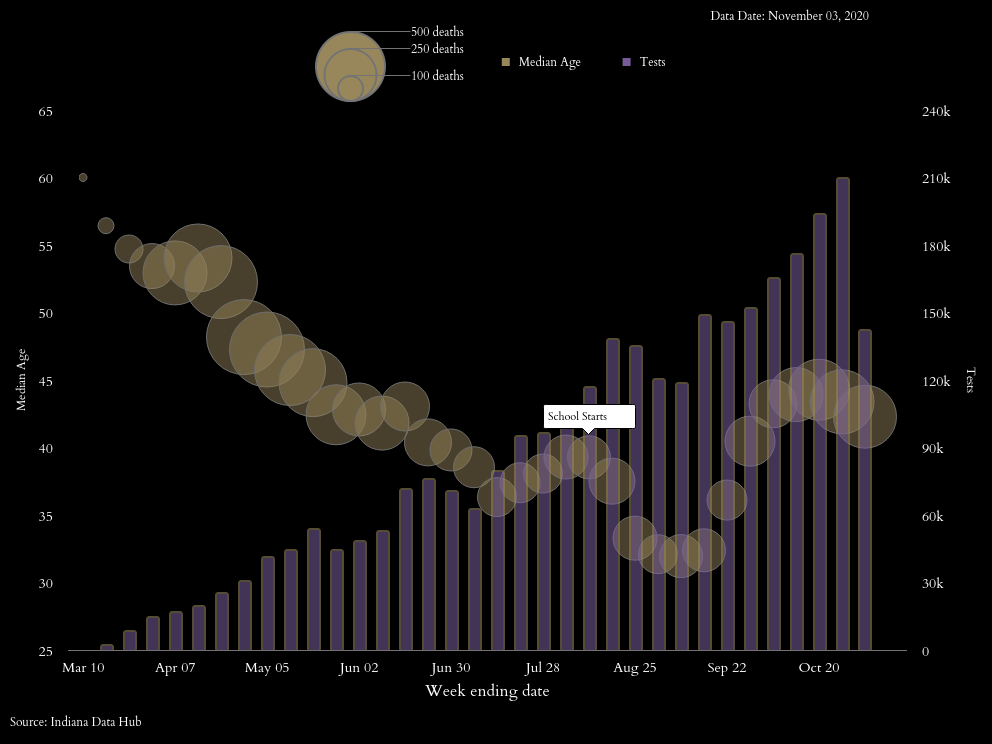 Data Date: November 03, 2020
500 deaths
250 deaths
100 deaths
Median Age
Tests
65
60
55
50
45
40
35
30
25
240k
210k
180k
150k
120k
90k
60k
30k
0
Median Age
Tests
School Starts
Mar 10
Apr 07
May 05
Jun 02
Jun 30
Jul 28
Aug 25
Sep 22
Oct 20
Week ending date
Source: Indiana Data Hub